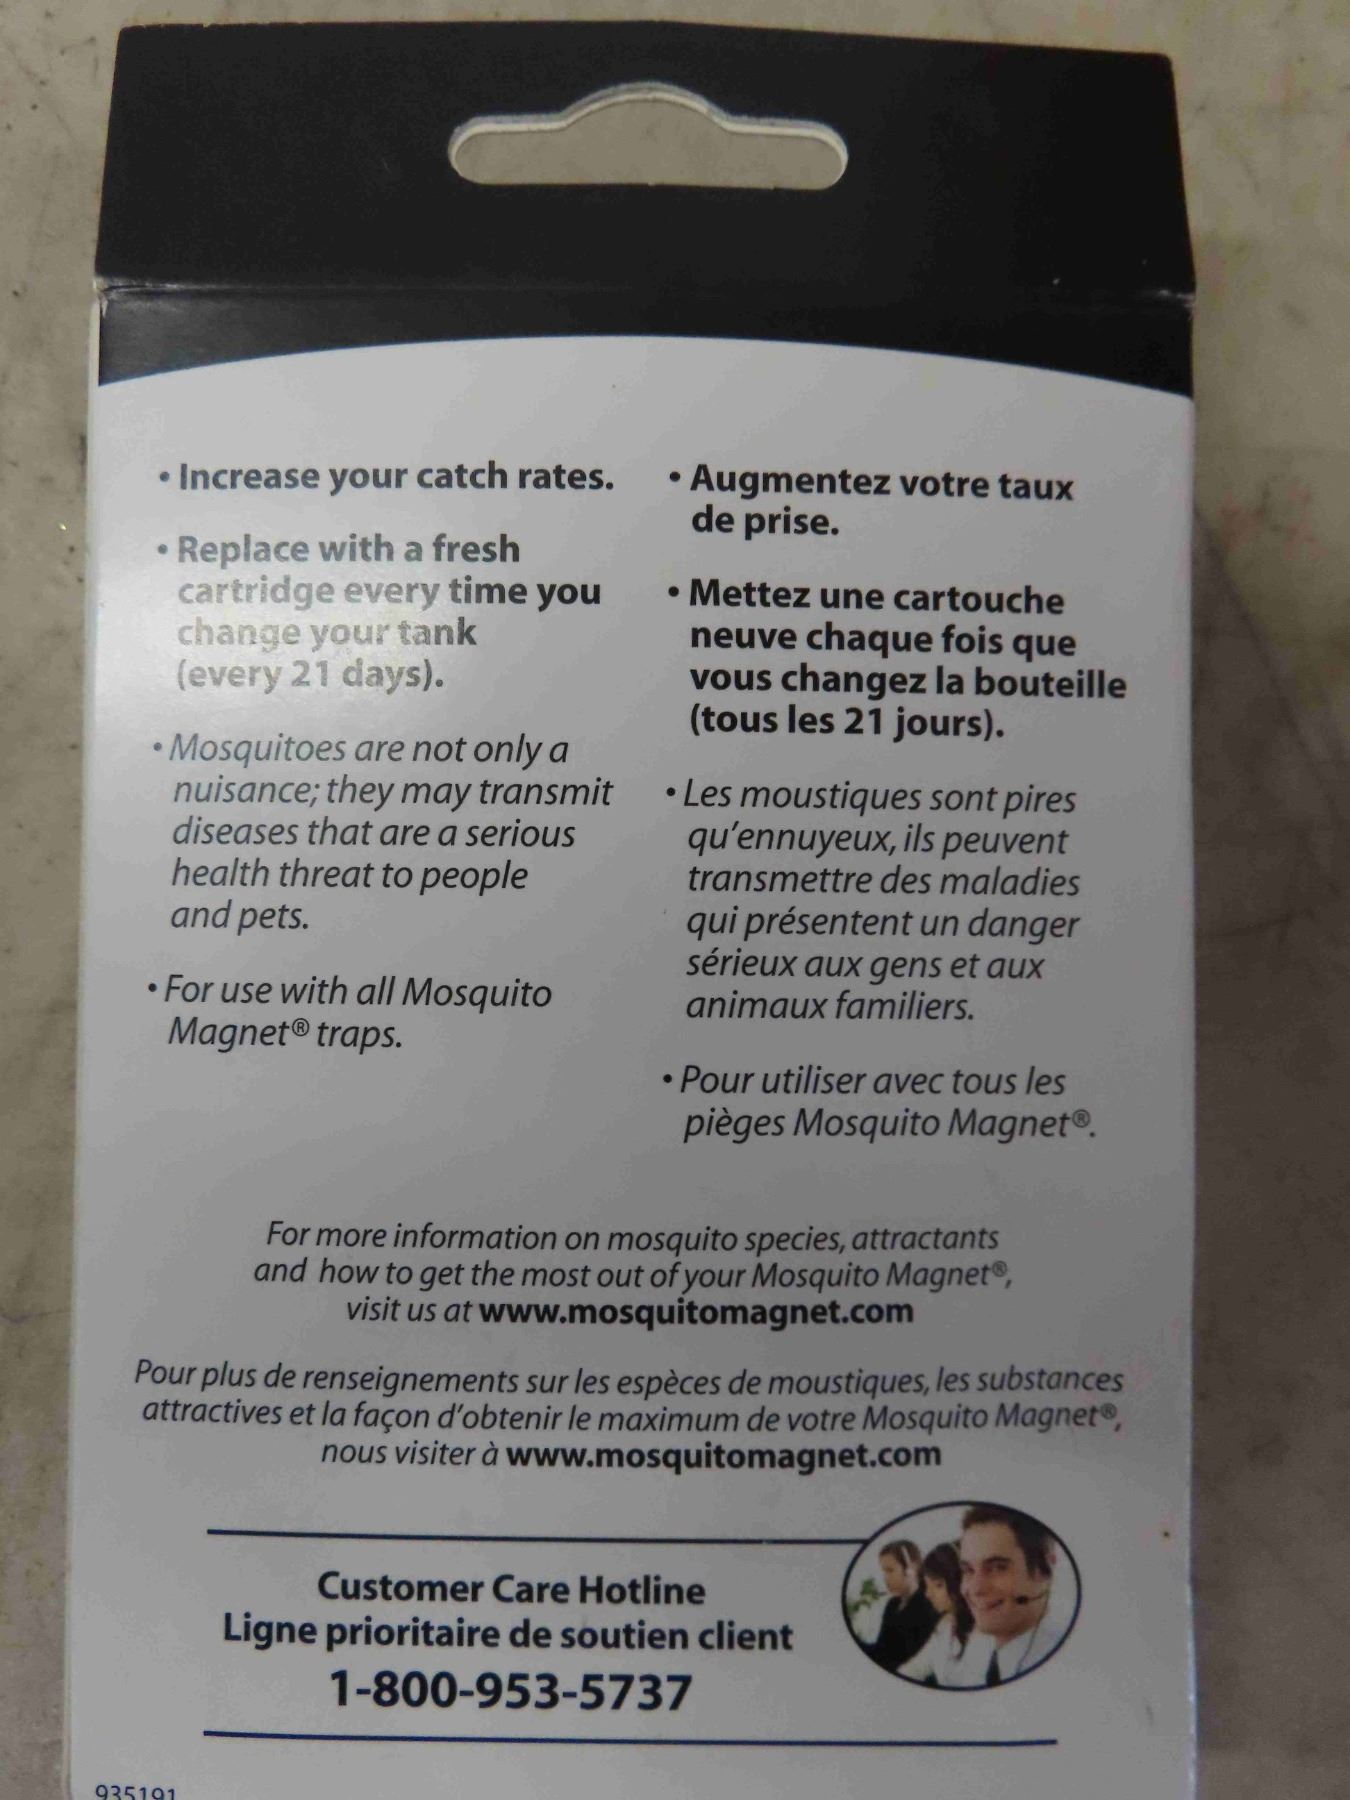 • Increase your catch rates.
• Replace with a fresh
cartridge every time you
change your tank
(every 21 days).
• Mosquitoes are not only a
nuisance; they may transmit
diseases that are a serious
health threat to people
and pets.
• For use with all Mosquito
Magnet® traps.
• Augmentez votre taux
de prise.
• Mettez une cartouche
neuve chaque fois que
vous changez la bouteille
(tous les 21 jours).
• Les moustiques sont pires
qu'ennuyeux, ils peuvent
transmettre des maladies
qui présentent un danger
sérieux aux gens et aux
animaux familiers.
• Pour utiliser avec tous les
pièges Mosquito Magnet®.
For more information on mosquito species, attractants
and how to get the most out of your Mosquito Magnet®,
visit us at www.mosquitomagnet.com
Pour plus de renseignements sur les espèces de moustiques, les substances
attractives et la façon d'obtenir le maximum de votre Mosquito Magnet®,
nous visiter à www.mosquitomagnet.com
Customer Care Hotline
Ligne prioritaire de soutien client
1-800-953-5737
935191